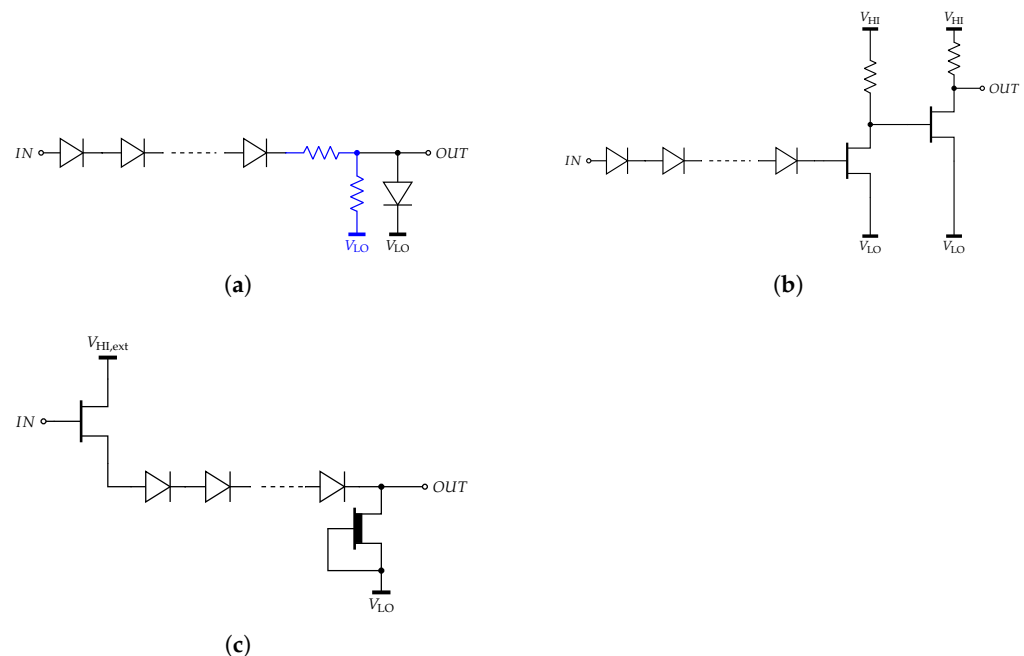 IN
OUT
V_LO
V_LO
(a)
V_HI
V_HI
OUT
IN
V_LO
V_LO
(b)
V_HI,ext
IN
OUT
V_LO
(c)